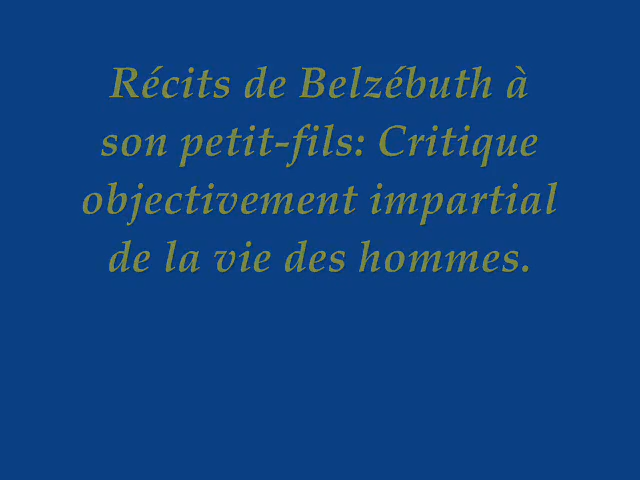 Récits de Belzébuth à
son petit-fils: Critique
objectivement impartial
de la vie des hommes.